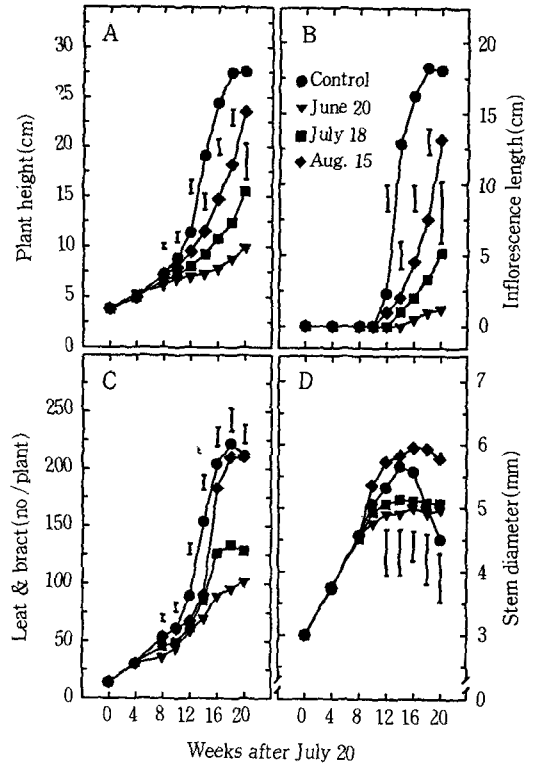 A
30
25
20
15
10
5
0
Plant height (cm)
B
Control
June 20
July 18
Aug. 15
20
15
10
5
0
Inflorescence length (cm)
C
250
200
150
100
50
0
Leat & bract (no / plant)
D
7
6
5
4
3
0
Stem diameter (mm)
0 4 8 12 16 20
0 4 8 12 16 20
Weeks after July 20